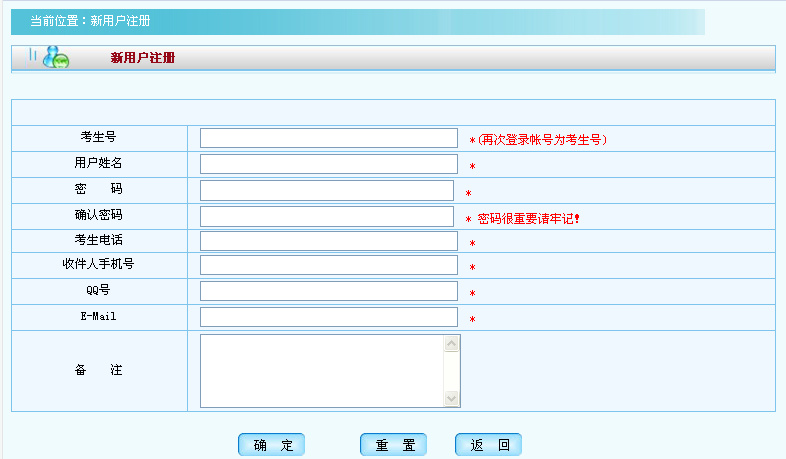 当前位置：新用户注册
新用户注册
考生号 *(再次登录帐号为考生号)
用户姓名 *
密 码 *
确认密码 * 密码很重要请牢记!
考生电话 *
收件人手机号 *
QQ号 *
E-Mail *
备 注
确 定 重 置 返 回